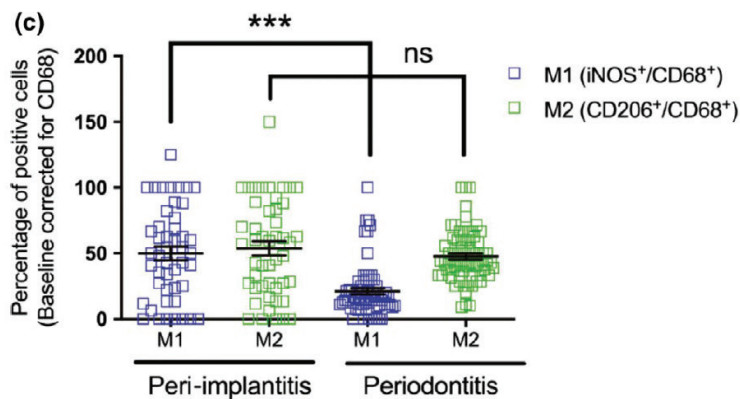 (c)
***
ns
200
150
100
50
0
Percentage of positive cells
(Baseline corrected for CD68)
M1 (iNOS⁺/CD68⁺)
M2 (CD206⁺/CD68⁺)
M1 M2 M1 M2
Peri-implantitis Periodontitis